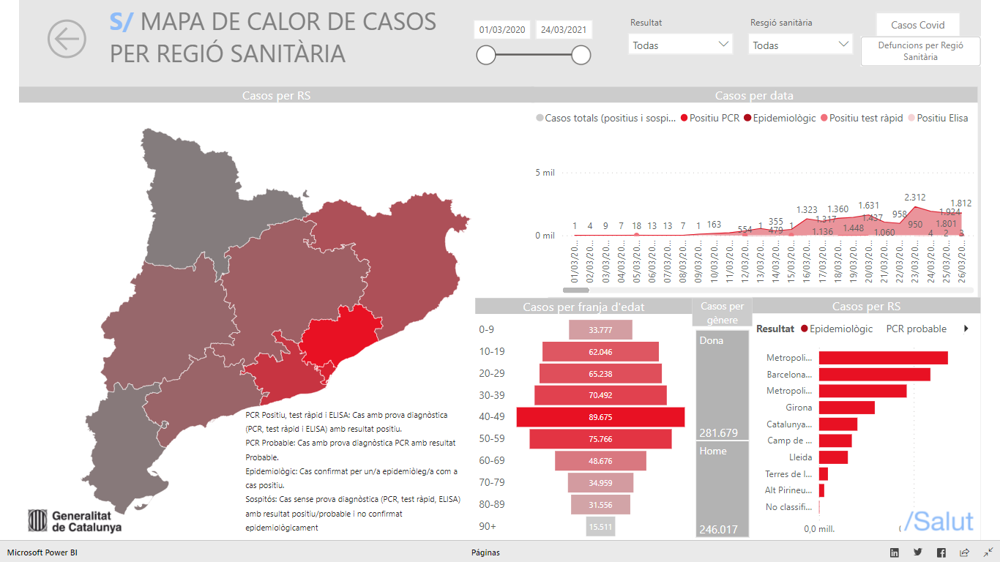 S/ MAPA DE CALOR DE CASOS
PER REGIÓ SANITÀRIA
01/03/2020
24/03/2021
Resultat
Todas
Resgió sanitària
Todas
Casos Covid
Defuncions per Regió
Sanitària
Casos per RS
Casos per data
Casos totals (positius i sospi...
Positiu PCR
Epidemiològic
Positiu test ràpid
Positiu Elisa
5 mil
0 mil
1 4 9 7 18 13 13 7 1 163 554 1 355 479 1 1.323 1.317 1.136 1.360 1.448 1.631 1.437 1.060 958 2.312 950 1.924 4 1.812 1.801 2 3
01/03/20...
02/03/20...
03/03/20...
04/03/20...
05/03/20...
06/03/20...
07/03/20...
08/03/20...
09/03/20...
10/03/20...
11/03/20...
12/03/20...
13/03/20...
14/03/20...
15/03/20...
16/03/20...
17/03/20...
18/03/20...
19/03/20...
20/03/20...
21/03/20...
22/03/20...
23/03/20...
24/03/20...
25/03/20...
26/03/20...
PCR Positiu, test ràpid i ELISA: Cas amb prova diagnòstica
(PCR, test ràpid o ELISA) amb resultat positiu.
PCR Probable: Cas amb prova diagnòstica PCR amb resultat
Probable.
Epidemiològic: Cas confirmat per un/a epidemiòleg/a com a
cas positiu.
Sospitós: Cas sense prova diagnòstica (PCR, test ràpid, ELISA)
amb resultat positiu/probable i no confirmat
epidemiològicament
Generalitat
de Catalunya
Casos per franja d'edat
0-9 33.777
10-19 62.046
20-29 65.238
30-39 70.492
40-49 89.675
50-59 75.766
60-69 48.676
70-79 34.959
80-89 31.556
90+ 15.511
Casos per
gènere
Dona
281.679
Home
246.017
Casos per RS
Resultat Epidemiològic PCR probable
Metropoli...
Barcelona...
Metropoli...
Girona
Catalunya...
Camp de ...
Lleida
Terres de l...
Alt Pirineu...
No classifi...
0,0 mill.
/Salut
Microsoft Power BI
Páginas